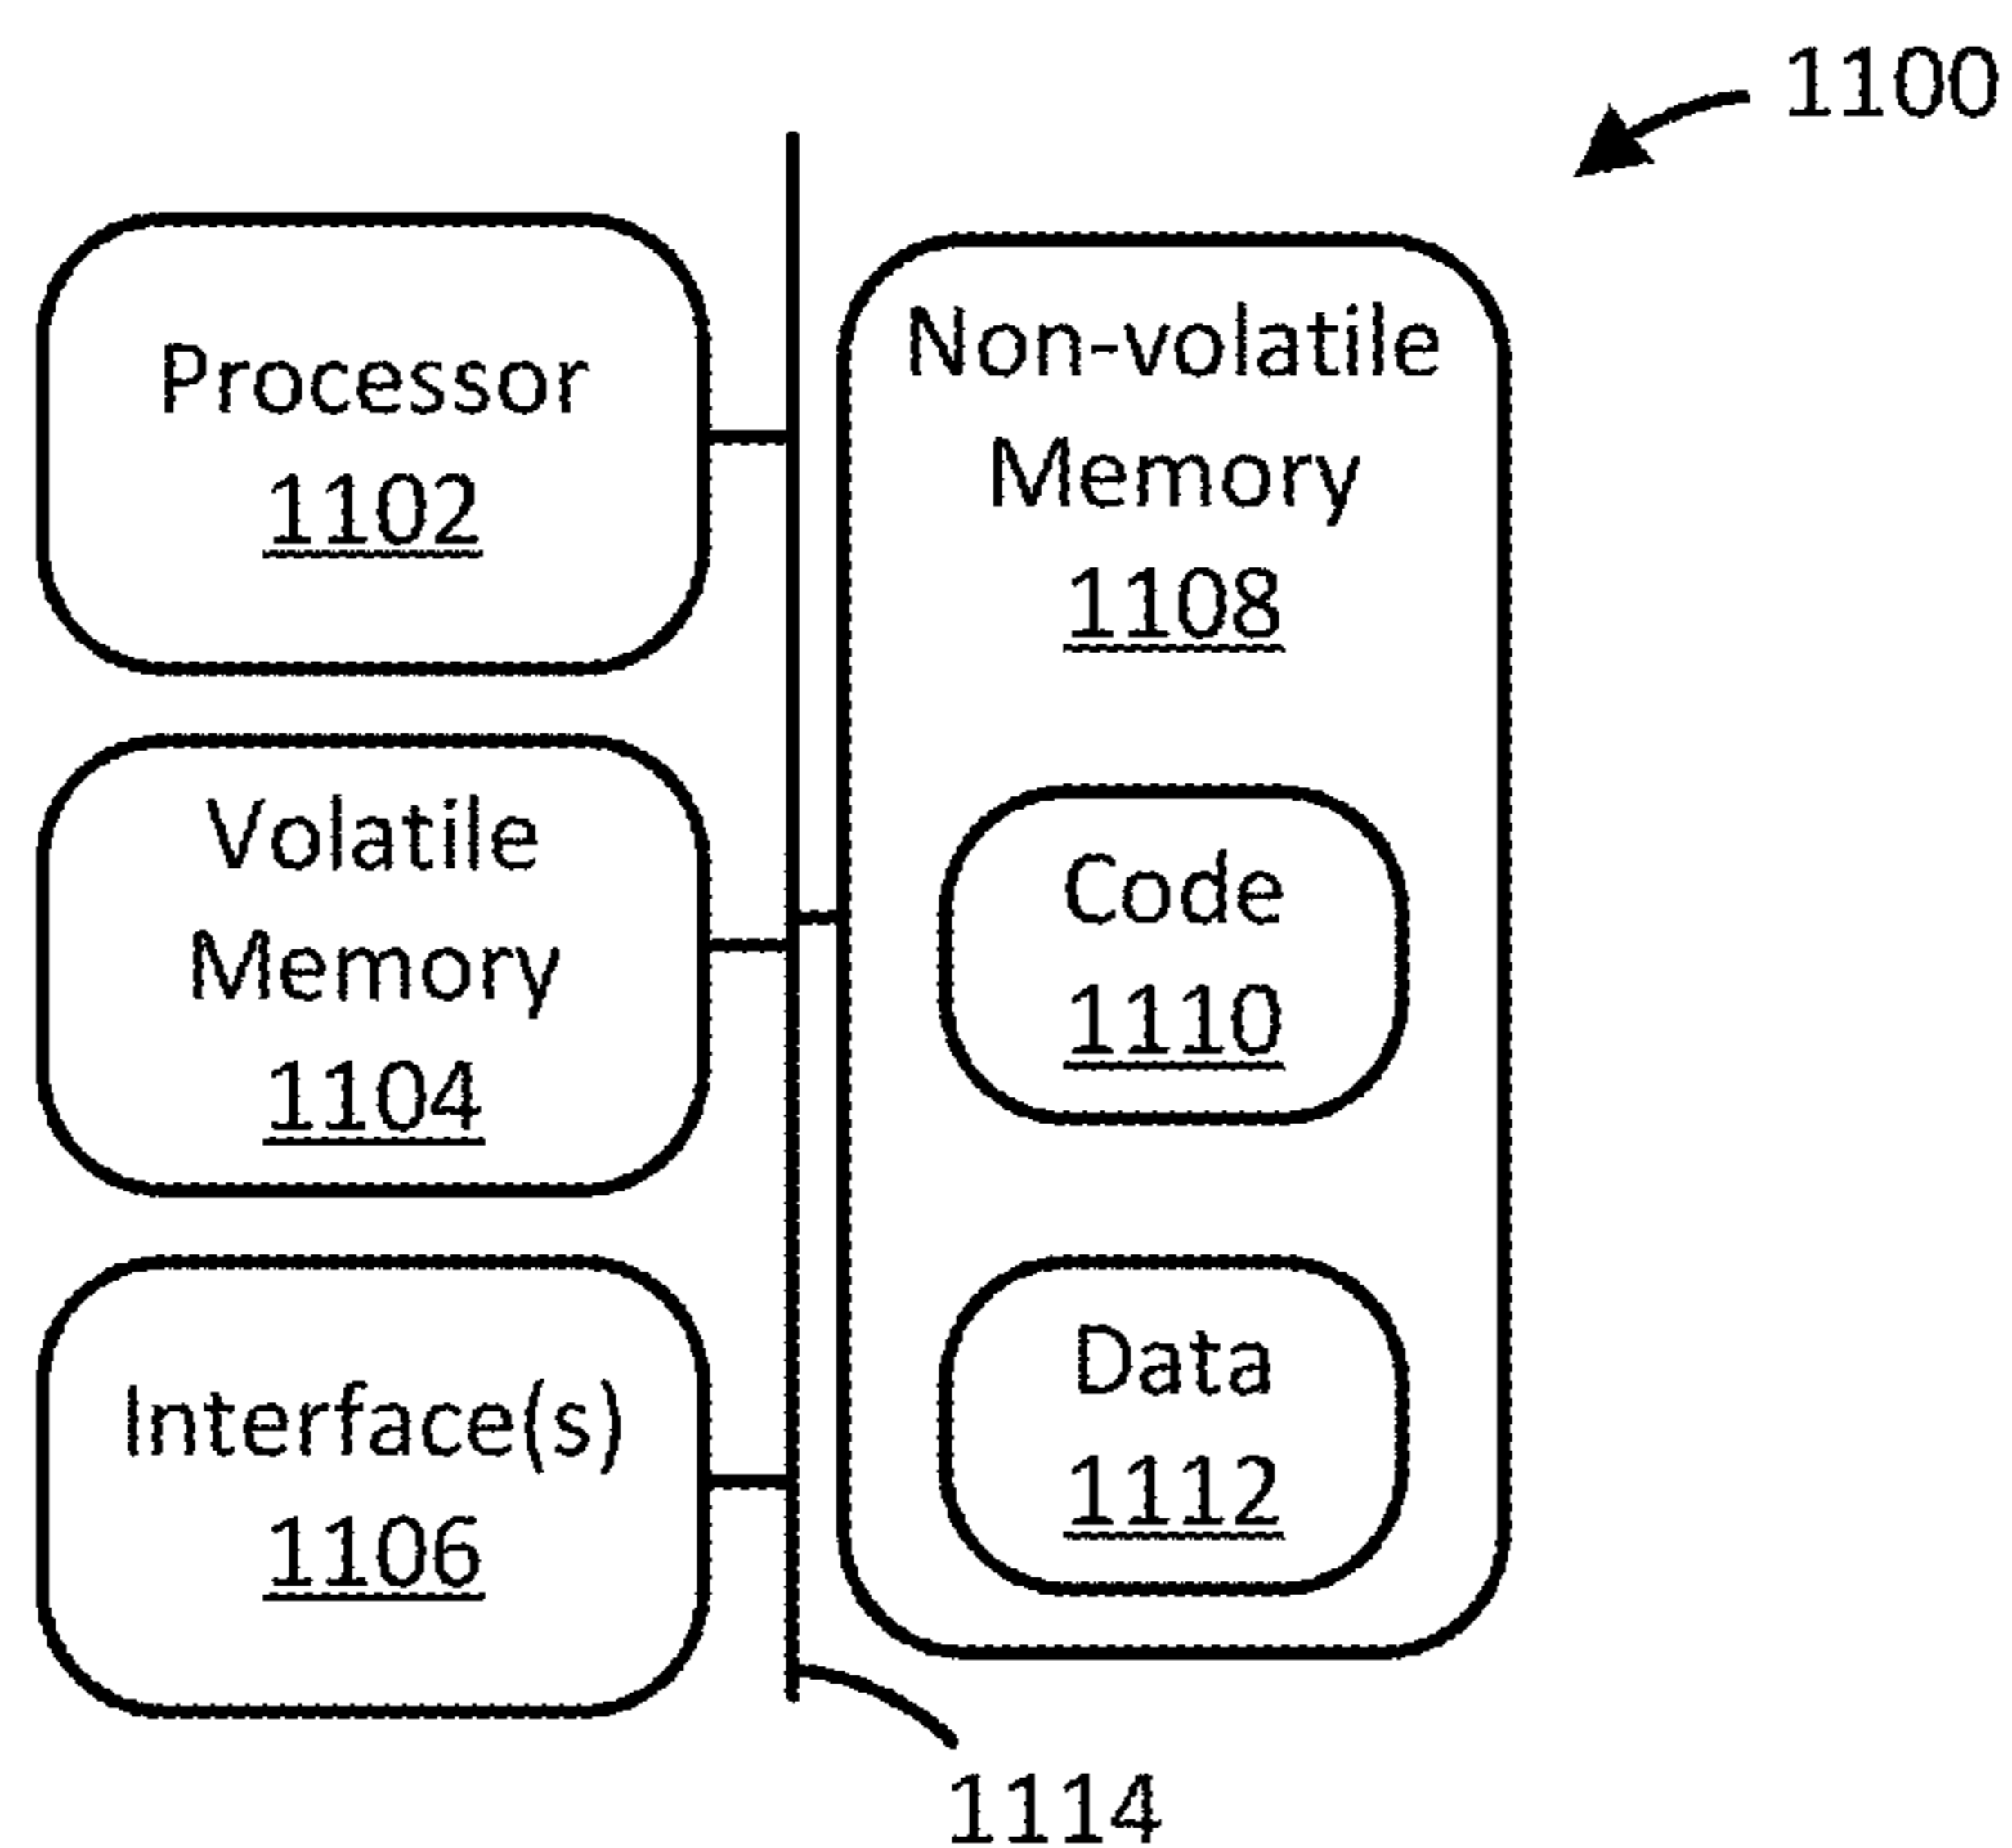 1100
Processor
1102
Non-volatile
Memory
1108
Volatile
Memory
1104
Code
1110
Interface(s)
1106
Data
1112
1114